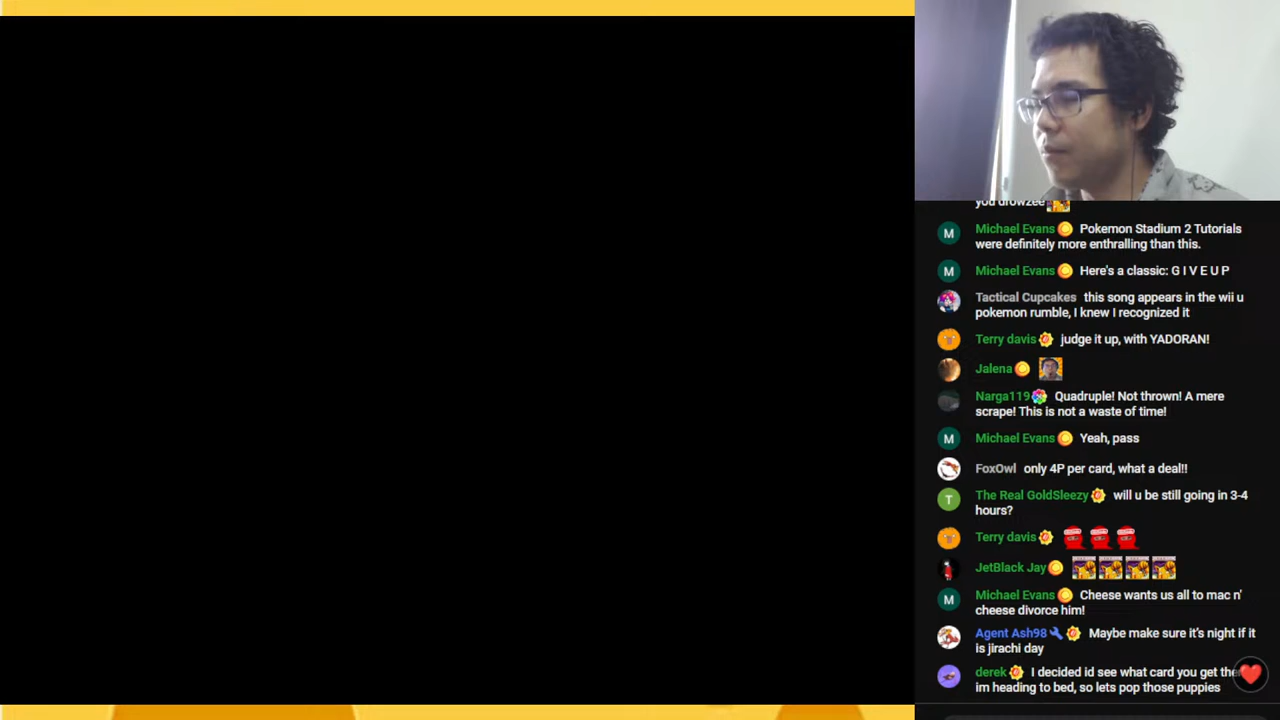 you drowzee
M
Michael Evans Pokemon Stadium 2 Tutorials
were definitely more enthralling than this.
M
Michael Evans Here's a classic: G I V E U P
Tactical Cupcakes this song appears in the wii u
pokemon rumble, I knew I recognized it
Terry davis judge it up, with YADORAN!
Jalena
Narga119 Quadruple! Not thrown! A mere
scrape! This is not a waste of time!
M
Michael Evans Yeah, pass
FoxOwl only 4P per card, what a deal!!
T
The Real GoldSleezy will u be still going in 3-4
hours?
Terry davis
JetBlack Jay
M
Michael Evans Cheese wants us all to mac n'
cheese divorce him!
Agent Ash98 Maybe make sure it's night if it
is jirachi day
derek I decided id see what card you get
im heading to bed, so lets pop those puppies